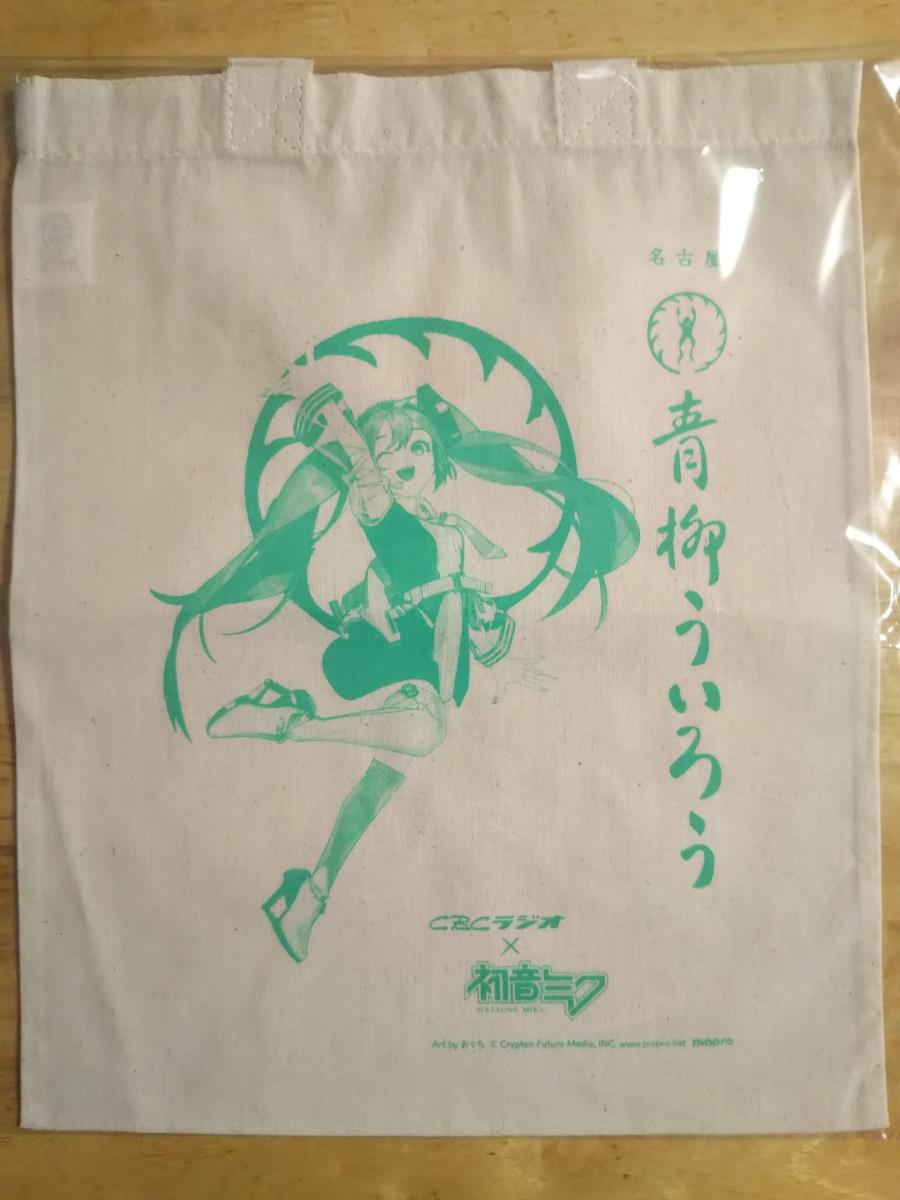 名古屋
青柳ういろう
CBCラジオ
×
初音ミク
HATSUNE MIKU
Art by おぐち © Crypton Future Media, INC. www.piapro.net piapro